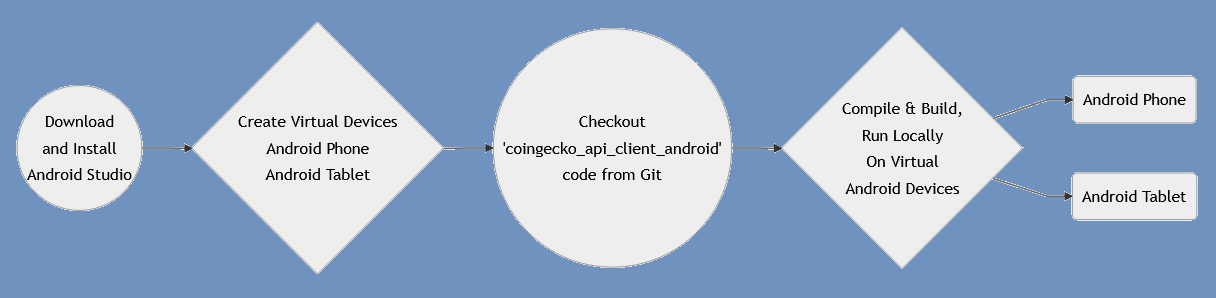 Download
and Install
Android Studio
Create Virtual Devices
Android Phone
Android Tablet
Checkout
'coingecko_api_client_android'
code from Git
Compile & Build,
Run Locally
On Virtual
Android Devices
Android Phone
Android Tablet